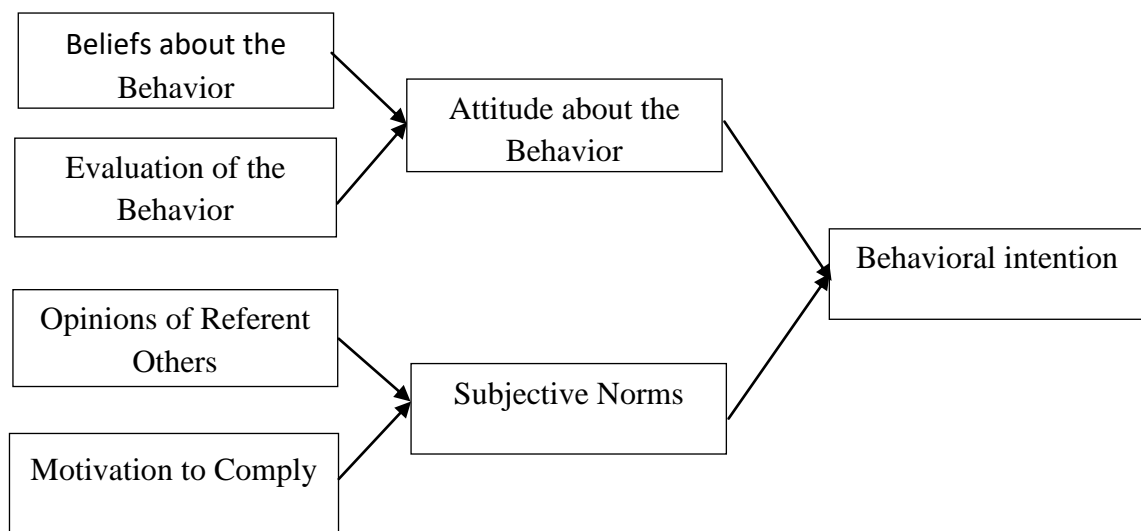 Beliefs about the
Behavior
Evaluation of the
Behavior
Opinions of Referent
Others
Motivation to Comply
Attitude about the
Behavior
Subjective Norms
Behavioral intention